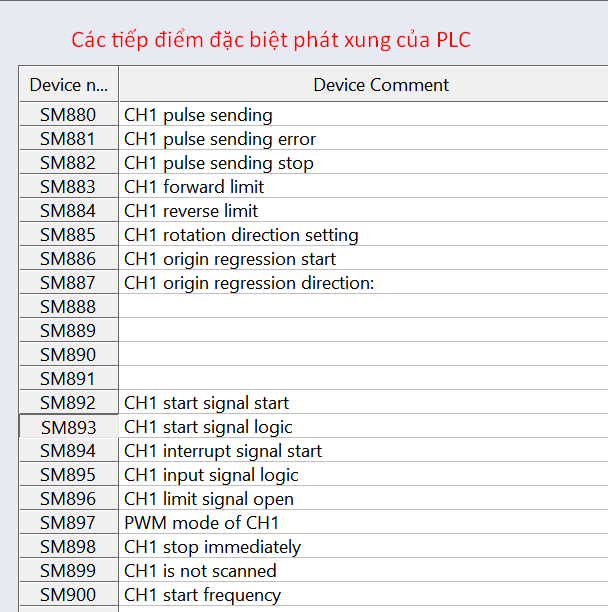 Các tiếp điểm đặc biệt phát xung của PLC
Device n... Device Comment
SM880 CH1 pulse sending
SM881 CH1 pulse sending error
SM882 CH1 pulse sending stop
SM883 CH1 forward limit
SM884 CH1 reverse limit
SM885 CH1 rotation direction setting
SM886 CH1 origin regression start
SM887 CH1 origin regression direction:
SM888
SM889
SM890
SM891
SM892 CH1 start signal start
SM893 CH1 start signal logic
SM894 CH1 interrupt signal start
SM895 CH1 input signal logic
SM896 CH1 limit signal open
SM897 PWM mode of CH1
SM898 CH1 stop immediately
SM899 CH1 is not scanned
SM900 CH1 start frequency